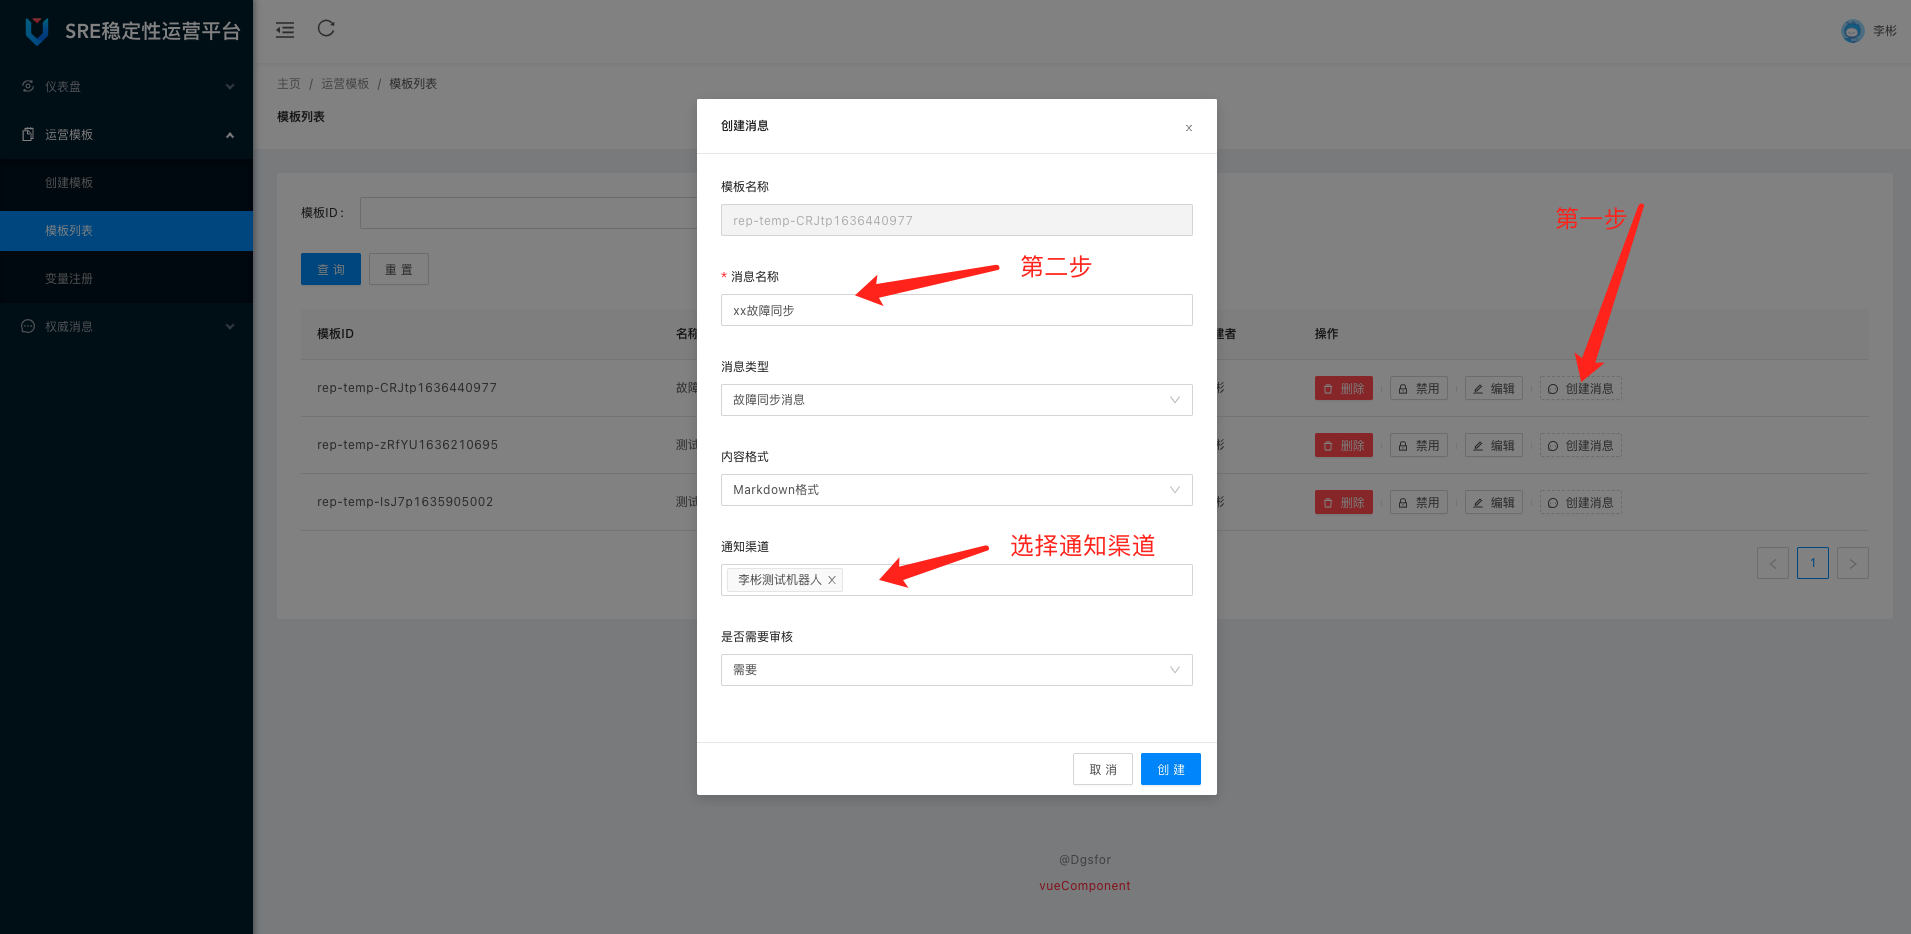 SRE稳定性运营平台
李彬
仪表盘
运营模板
创建模板
模板列表
变量注册
权威消息
主页 / 运营模板 / 模板列表
模板列表
模板ID :
查 询
重 置
模板ID
名称
建者
操作
rep-temp-CRJtp1636440977
故障
彬
删除
禁用
编辑
创建消息
rep-temp-zRfYU1636210695
测试
彬
删除
禁用
编辑
创建消息
rep-temp-IsJ7p1635905002
测试
彬
删除
禁用
编辑
创建消息
1
第一步
创建消息
x
模板名称
rep-temp-CRJtp1636440977
* 消息名称
第二步
xx故障同步
消息类型
故障同步消息
内容格式
Markdown格式
通知渠道
选择通知渠道
李彬测试机器人
是否需要审核
需要
取 消
创 建
@Dgsfor
vueComponent